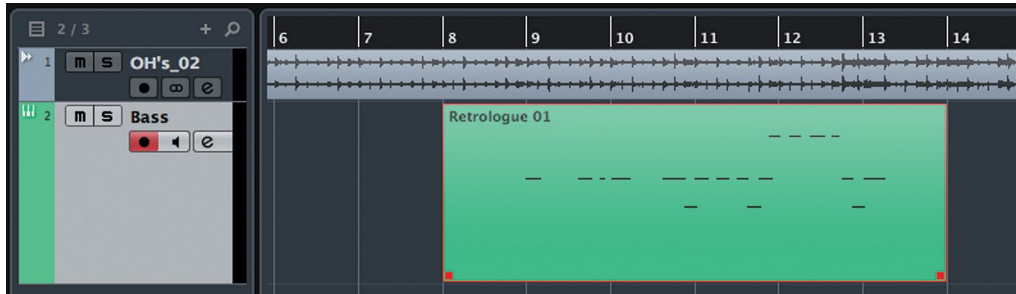 2 / 3 +
6 7 8 9 10 11 12 13 14
1 m S OH's_02
e
2 m S Bass
e
Retrologue 01